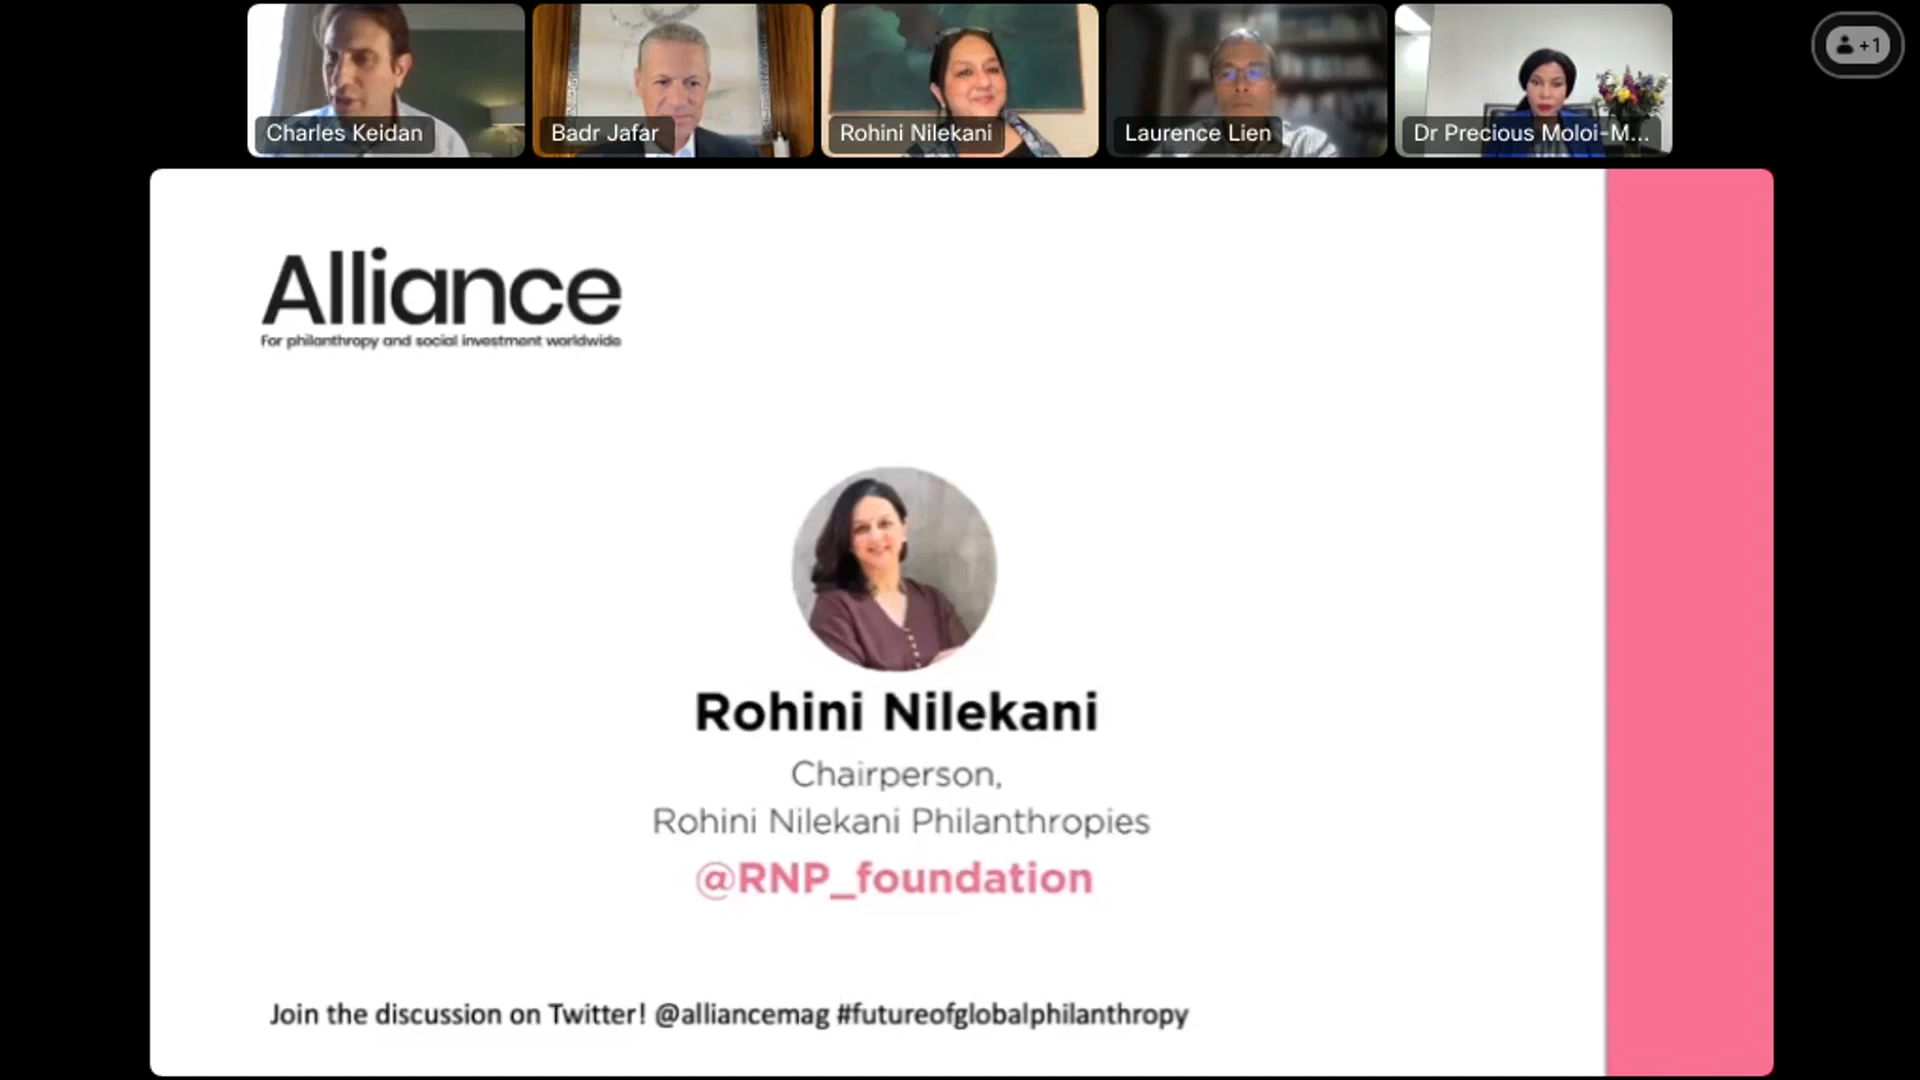 Charles Keidan
Badr Jafar
Rohini Nilekani
Laurence Lien
Dr Precious Moloi-M...
+1
Alliance
For philanthropy and social investment worldwide
Rohini Nilekani
Chairperson,
Rohini Nilekani Philanthropies
@RNP_foundation
Join the discussion on Twitter! @alliancemag #futureofglobalphilanthropy